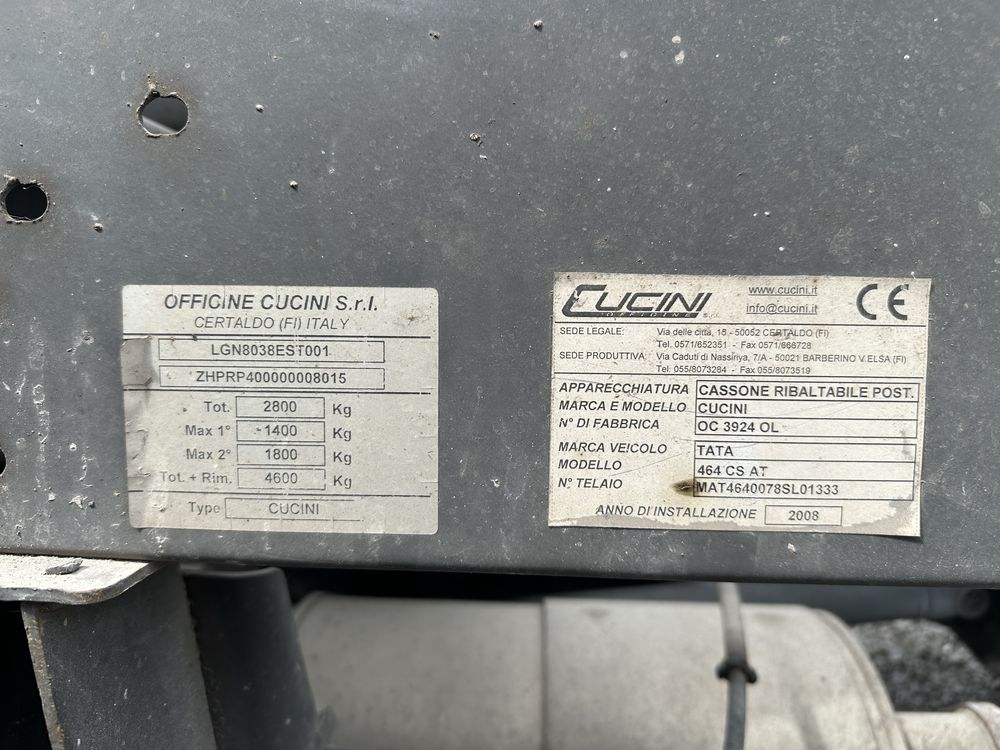 OFFICINE CUCINI S.r.l.
CERTALDO (FI) ITALY
LGN8038EST001
ZHPRP400000008015
Tot. 2800 Kg
Max 1° 1400 Kg
Max 2° 1800 Kg
Tot. + Rim. 4600 Kg
Type CUCINI
CUCINI
OFFICINE S.r.l.
www.cucini.it
info@cucini.it
CE
SEDE LEGALE: Via delle città, 18 - 50052 CERTALDO (FI)
Tel. 0571/652351 - Fax 0571/666728
SEDE PRODUTTIVA: Via Caduti di Nassiriya, 7/A - 50021 BARBERINO V.ELSA (FI)
Tel. 055/8073284 - Fax 055/8073519
APPARECCHIATURA CASSONE RIBALTABILE POST.
MARCA E MODELLO CUCINI
N° DI FABBRICA OC 3924 OL
MARCA VEICOLO TATA
MODELLO 464 CS AT
N° TELAIO MAT4640078SL01333
ANNO DI INSTALLAZIONE 2008